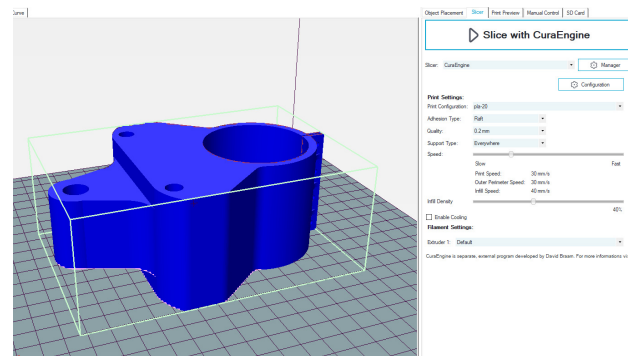 Curve
Object Placement Slicer Print Preview Manual Control SD Card
Slice with CuraEngine
Slicer: CuraEngine Manager
Configuration
Print Settings:
Print Configuration: pla-20
Adhesion Type: Raft
Quality: 0.2 mm
Support Type: Everywhere
Speed:
Slow Fast
Print Speed: 30 mm/s
Outer Perimeter Speed: 30 mm/s
Infill Speed: 40 mm/s
Infill Density
40%
Enable Cooling
Filament Settings:
Extruder 1: Default
CuraEngine is separate, external program developed by David Braam. For more informations vi